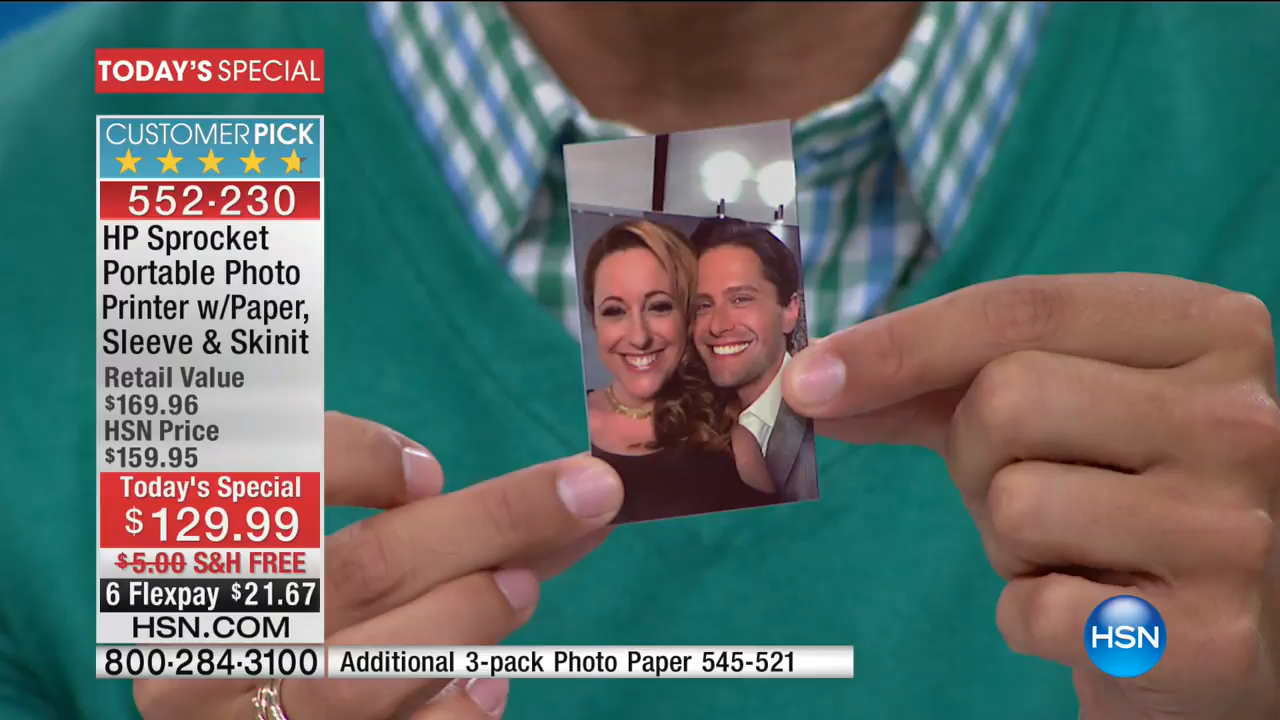 TODAY'S SPECIAL
CUSTOMER PICK
552-230
HP Sprocket
Portable Photo
Printer w/Paper,
Sleeve & Skinit
Retail Value
$169.96
HSN Price
$159.95
Today's Special
$129.99
$5.00 S&H FREE
6 Flexpay $21.67
HSN.COM
800-284-3100
Additional 3-pack Photo Paper 545-521
HSN